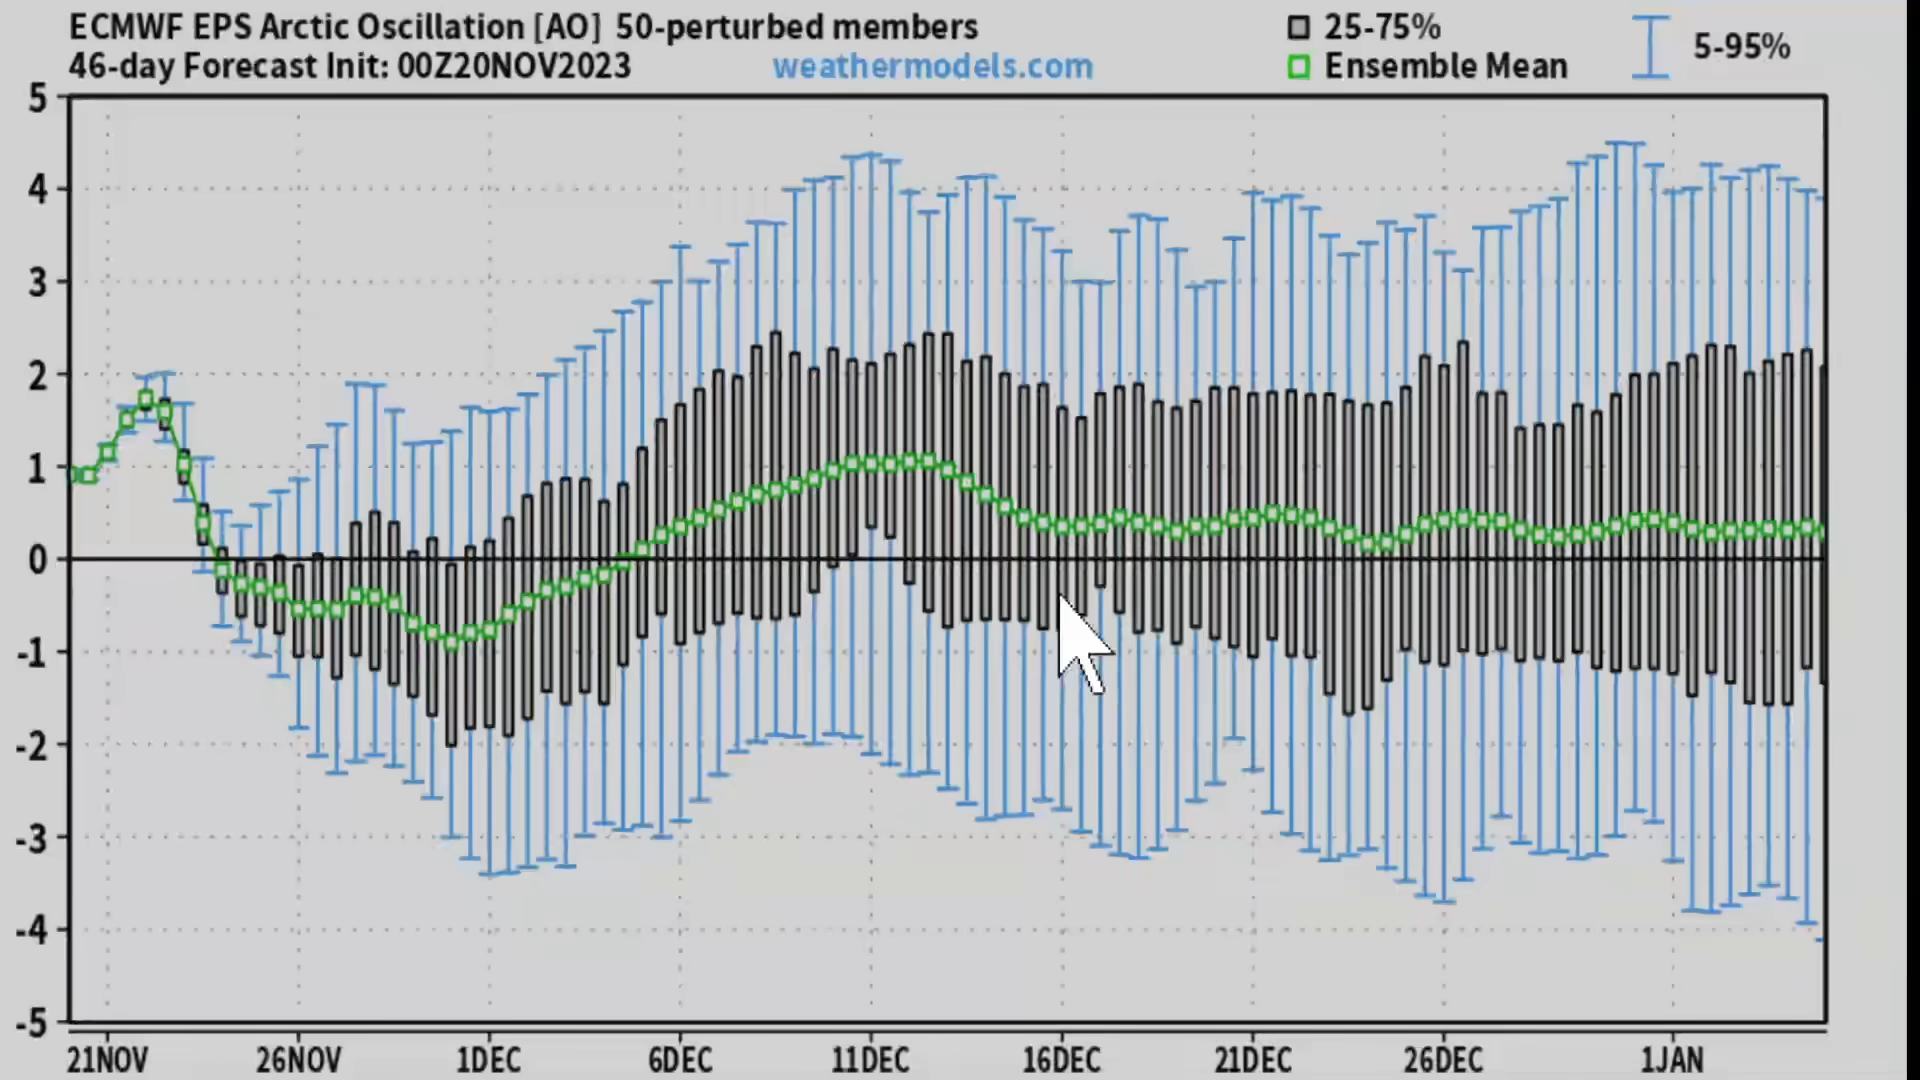 ECMWF EPS Arctic Oscillation [AO] 50-perturbed members
46-day Forecast Init: 00Z20NOV2023
weathermodels.com
25-75%
Ensemble Mean
5-95%
5
4
3
2
1
0
-1
-2
-3
-4
-5
21NOV 26NOV 1DEC 6DEC 11DEC 16DEC 21DEC 26DEC 1JAN